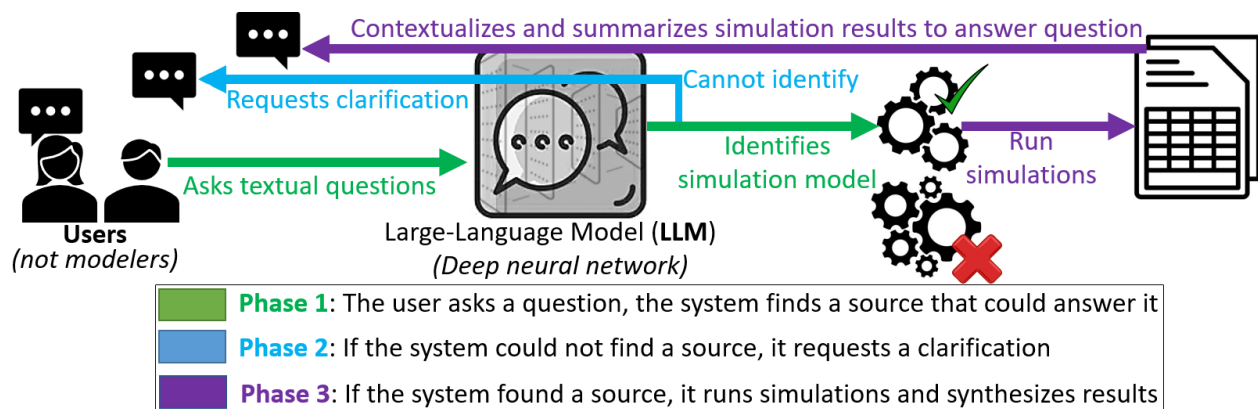 Contextualizes and summarizes simulation results to answer question
Requests clarification
Cannot identify
Asks textual questions
Identifies
simulation model
Run
simulations
Users
(not modelers)
Large-Language Model (LLM)
(Deep neural network)
Phase 1: The user asks a question, the system finds a source that could answer it
Phase 2: If the system could not find a source, it requests a clarification
Phase 3: If the system found a source, it runs simulations and synthesizes results